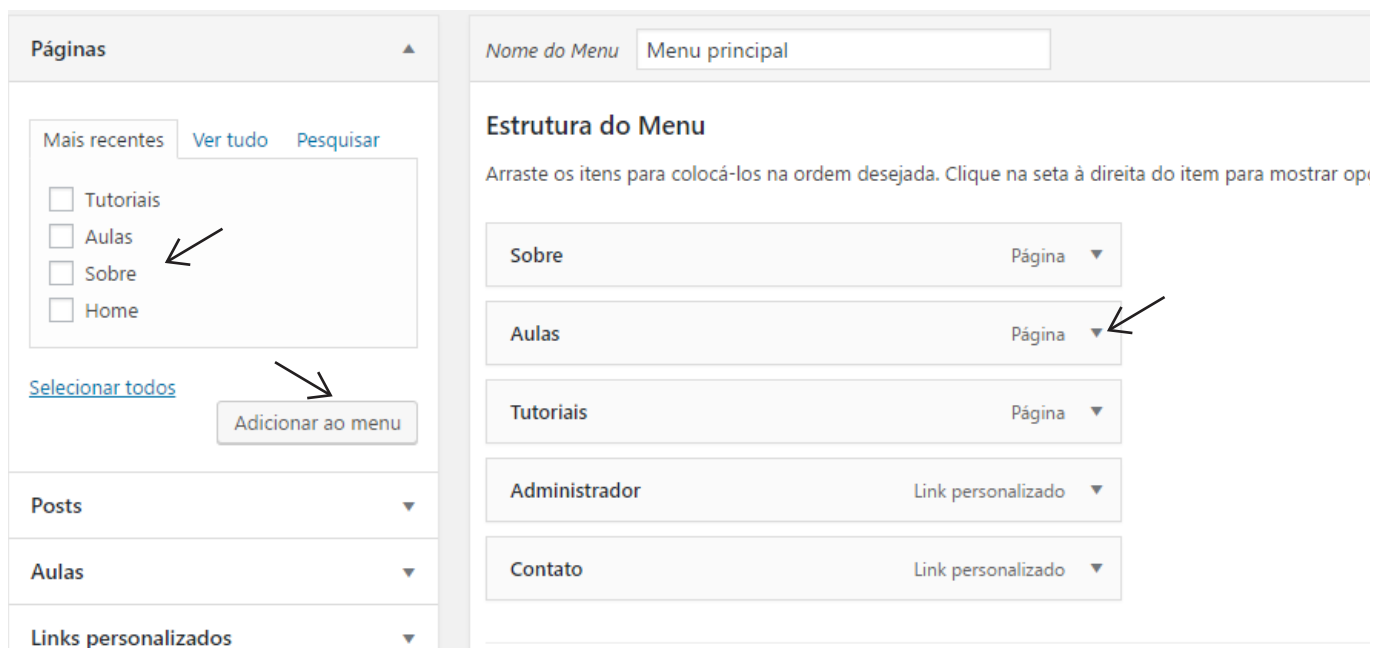 Páginas
Mais recentes Ver tudo Pesquisar
Tutoriais
Aulas
Sobre
Home
Selecionar todos
Adicionar ao menu
Posts
Aulas
Links personalizados
Nome do Menu Menu principal
Estrutura do Menu
Arraste os itens para colocá-los na ordem desejada. Clique na seta à direita do item para mostrar
Sobre Página
Aulas Página
Tutoriais Página
Administrador Link personalizado
Contato Link personalizado